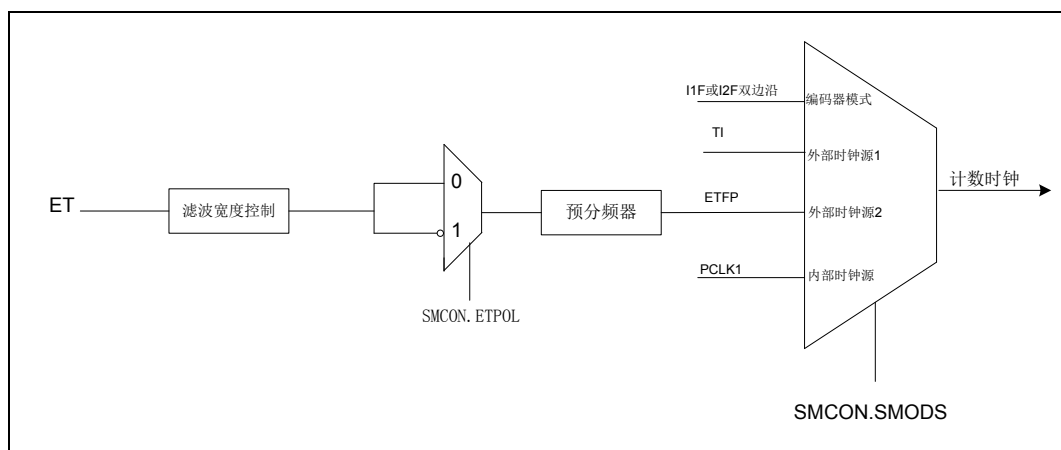 I1F或I2F双边沿
编码器模式
TI
外部时钟源1
ET
滤波宽度控制
0
1
预分频器
ETFP
外部时钟源2
计数时钟
PCLK1
内部时钟源
SMCON.ETPOL
SMCON.SMODS